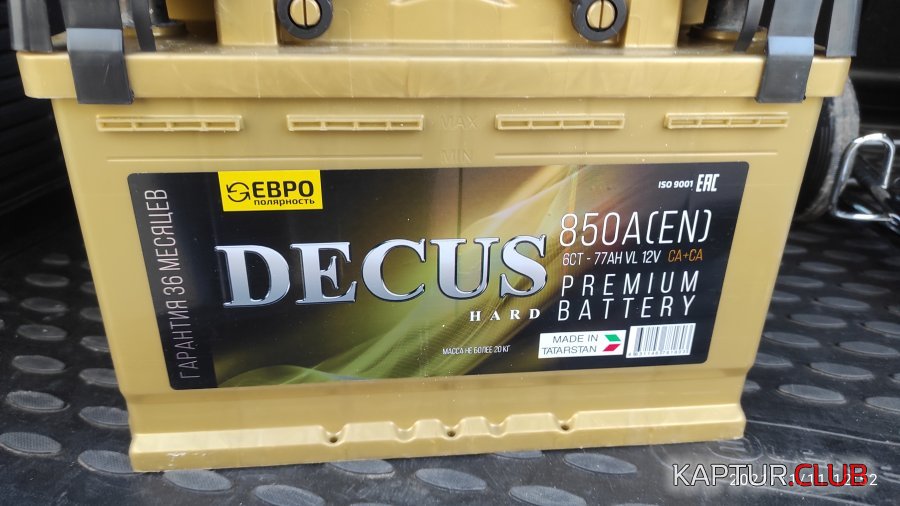 MAX
MIN
ГАРАНТИЯ 36 МЕСЯЦЕВ
ЕВРО
полярность
ISO 9001 EAC
850A(EN)
6CT - 77AH VL 12V CA+CA
DECUS
HARD
PREMIUM
BATTERY
МАССА НЕ БОЛЕЕ 20 КГ
MADE IN
TATARSTAN
KAPTUR.CLUB